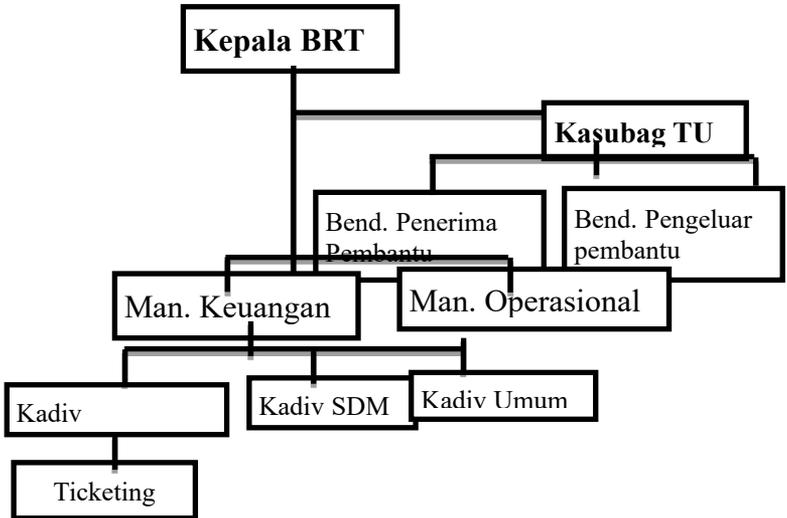 Kepala BRT
Kasubag TU
Bend. Penerima
Pembantu
Bend. Pengeluar
pembantu
Man. Keuangan
Man. Operasional
Kadiv
Kadiv SDM
Kadiv Umum
Ticketing